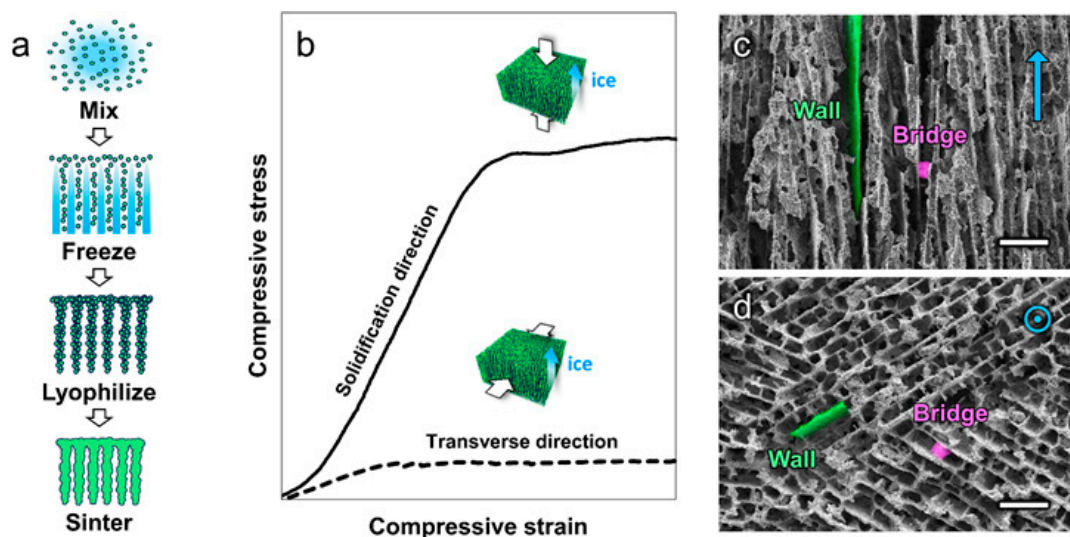 a
Mix
Freeze
Lyophilize
Sinter
b
Compressive stress
Compressive strain
ice
Solidification direction
ice
Transverse direction
c
Wall
Bridge
d
Bridge
Wall